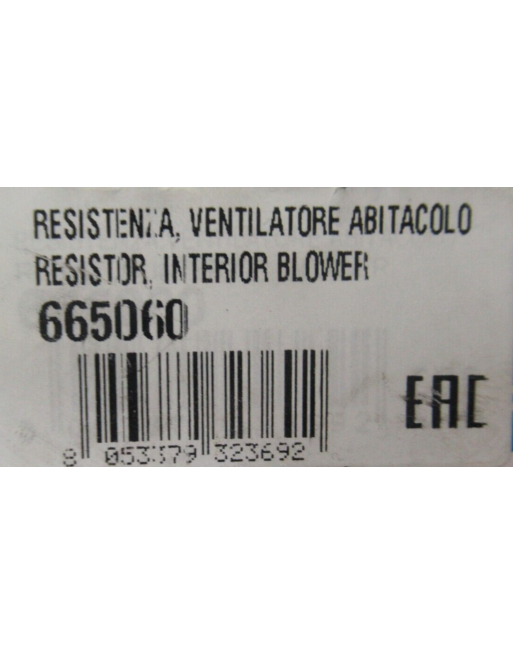 RESISTENZA, VENTILATORE ABITACOLO
RESISTOR, INTERIOR BLOWER
665060
EAC
8 053379 323692